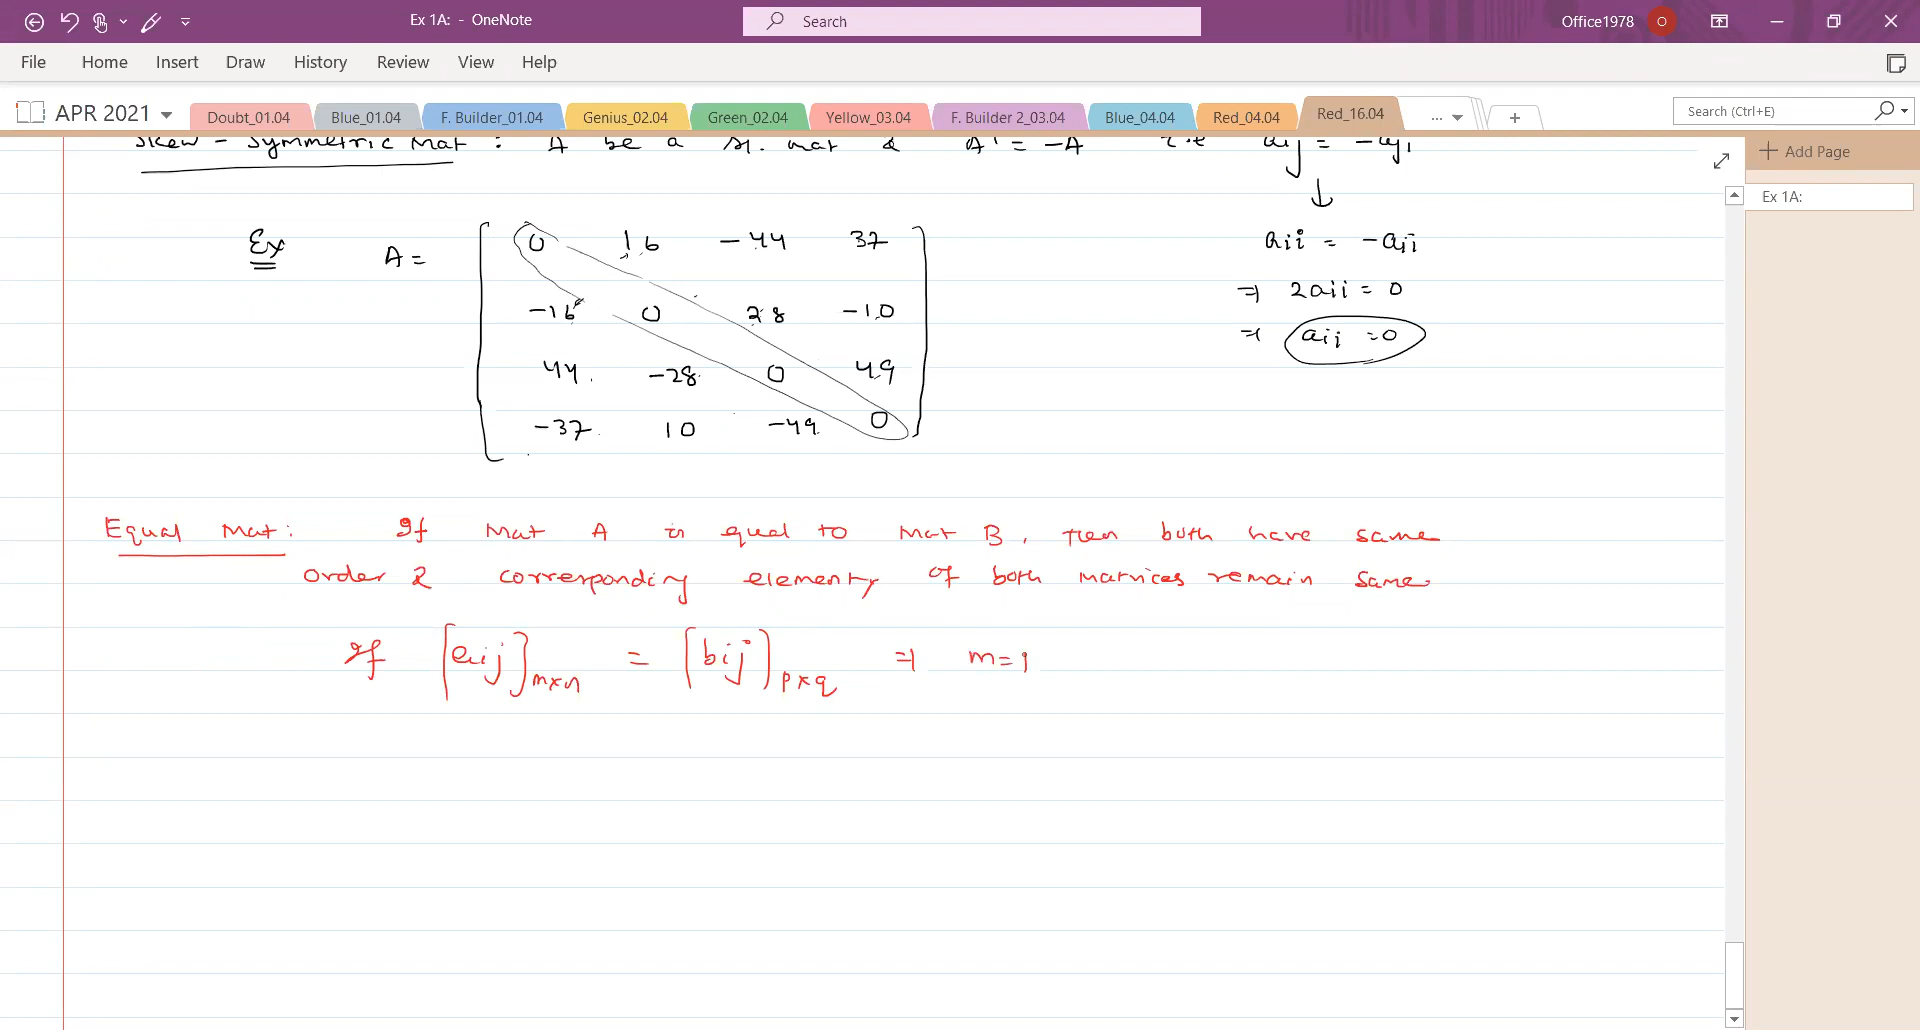 Ex 1A: - OneNote
Search
Office1978
O
File Home Insert Draw History Review View Help
APR 2021
Doubt_01.04 Blue_01.04 F. Builder_01.04 Genius_02.04 Green_02.04 Yellow_03.04 F. Builder 2_03.04 Blue_04.04 Red_04.04 Red_16.04 ... +
Search (Ctrl+E)
+ Add Page
Ex 1A:
Skew - Symmetric Mat : A be a sq. mat & A' = -A i.e aij = -aji
↓
Ex A = [ 0 16 -44 37
-16 0 28 -10
44 -28 0 49
-37 10 -49 0 ]
aii = -aii
⇒ 2aii = 0
⇒ aii = 0
Equal Mat: If Mat A is equal to Mat B, then both have same
order & corresponding elements of both matrices remain same
If [aij]m×n = [bij]p×q ⇒ m=1